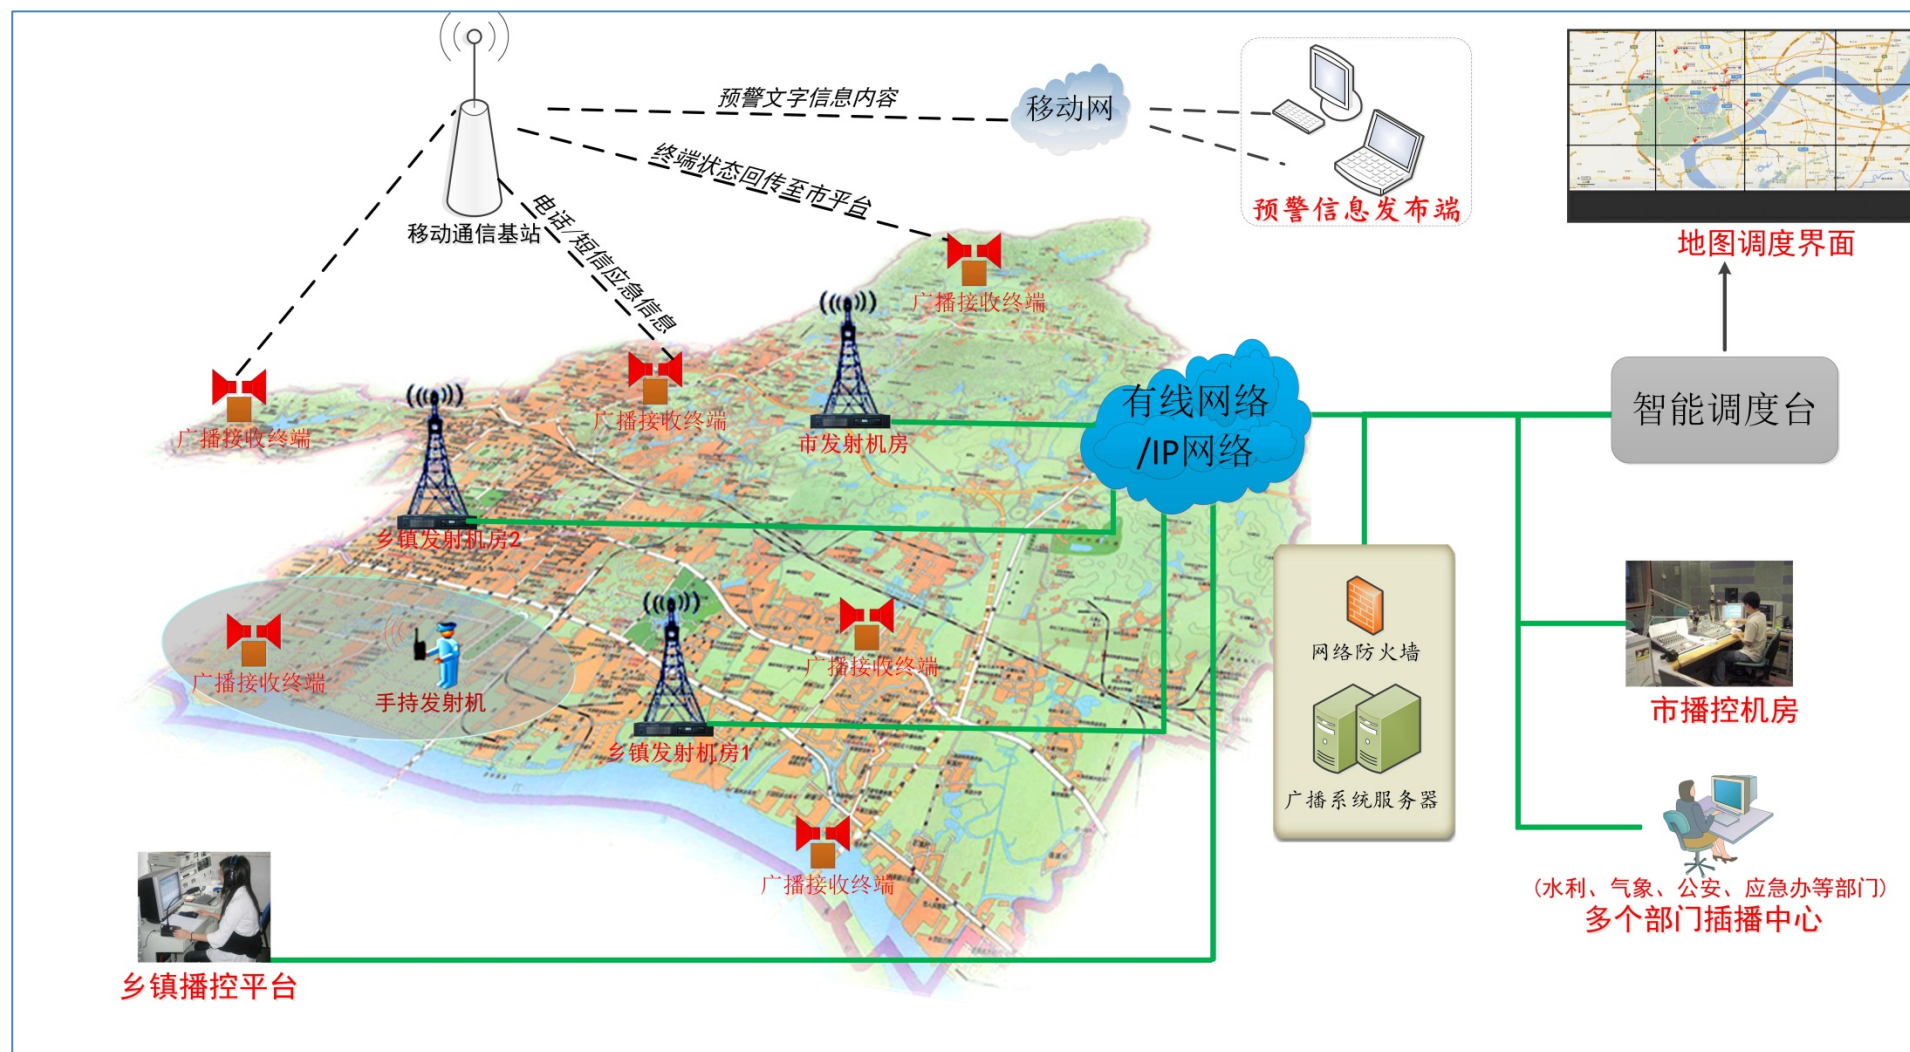 预警文字信息内容
移动网
终端状态回传至市平台
电话/短信应急信息
移动通信基站
预警信息发布端
地图调度界面
广播接收终端
广播接收终端
广播接收终端
市发射机房
有线网络
/IP网络
智能调度台
乡镇发射机房2
广播接收终端
手持发射机
广播接收终端
乡镇发射机房1
网络防火墙
广播系统服务器
市播控机房
广播接收终端
(水利、气象、公安、应急办等部门)
多个部门插播中心
乡镇播控平台